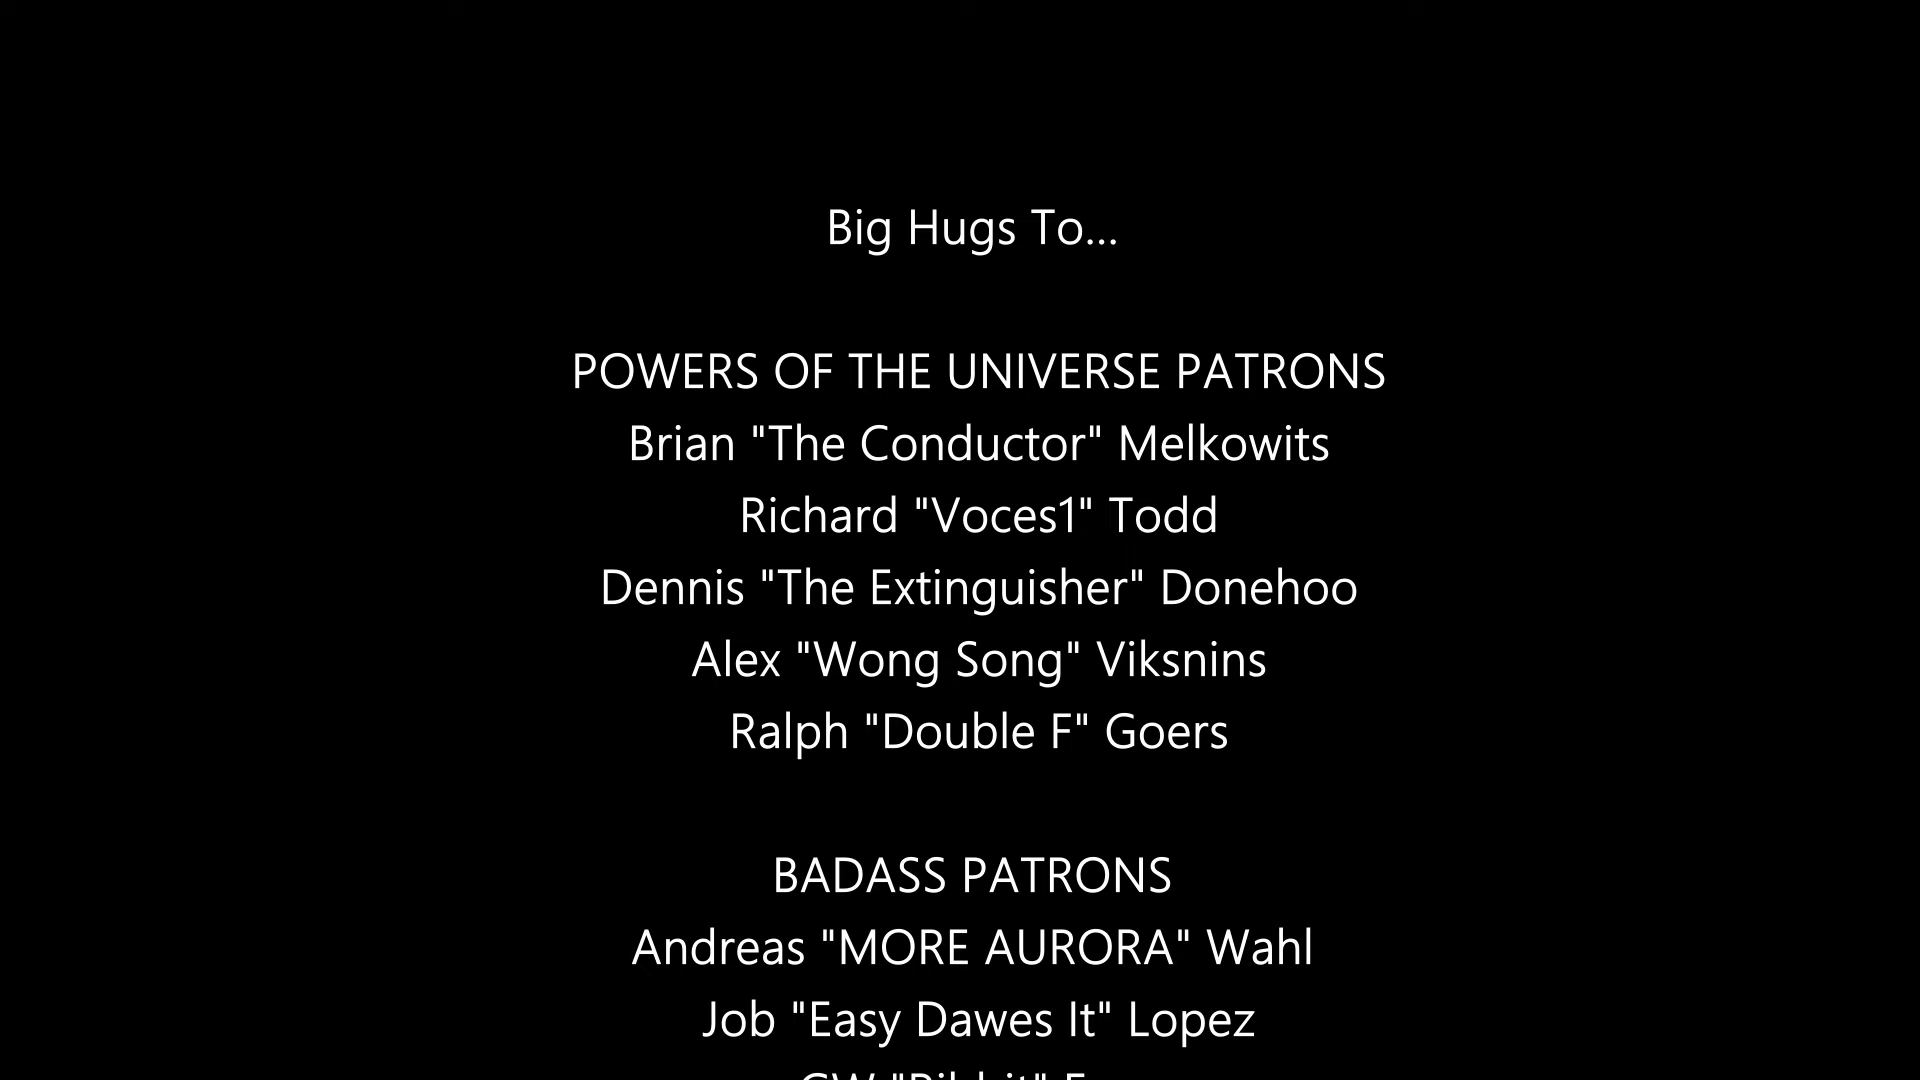 Big Hugs To...
POWERS OF THE UNIVERSE PATRONS
Brian "The Conductor" Melkowits
Richard "Voces1" Todd
Dennis "The Extinguisher" Donehoo
Alex "Wong Song" Viksnins
Ralph "Double F" Goers
BADASS PATRONS
Andreas "MORE AURORA" Wahl
Job "Easy Dawes It" Lopez